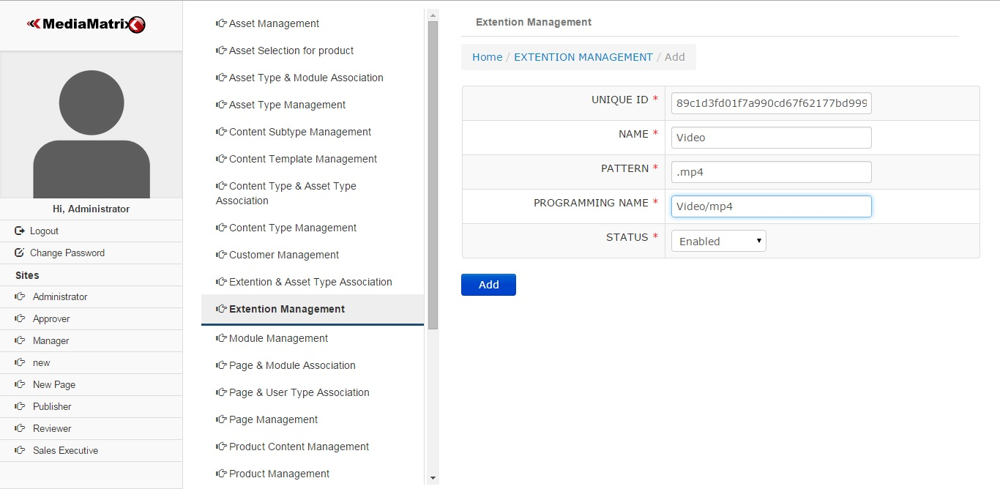 MediaMatrix
Hi, Administrator
Logout
Change Password
Sites
Administrator
Approver
Manager
new
New Page
Publisher
Reviewer
Sales Executive
Asset Management
Asset Selection for product
Asset Type & Module Association
Asset Type Management
Content Subtype Management
Content Template Management
Content Type & Asset Type
Association
Content Type Management
Customer Management
Extention & Asset Type Association
Extention Management
Module Management
Page & Module Association
Page & User Type Association
Page Management
Product Content Management
Product Management
Extention Management
Home / EXTENTION MANAGEMENT / Add
UNIQUE ID * 89c1d3fd01f7a990cd67f62177bd999
NAME * Video
PATTERN * .mp4
PROGRAMMING NAME * Video/mp4
STATUS * Enabled
Add